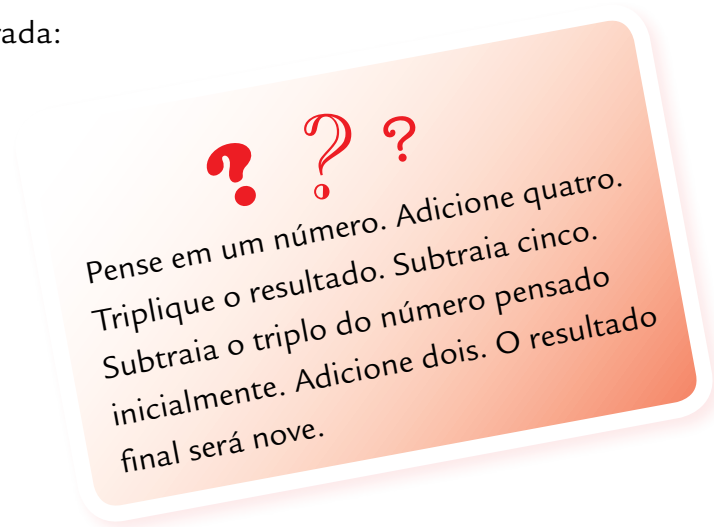 ? ? ?
Pense em um número. Adicione quatro.
Triplique o resultado. Subtraia cinco.
Subtraia o triplo do número pensado
inicialmente. Adicione dois. O resultado
final será nove.